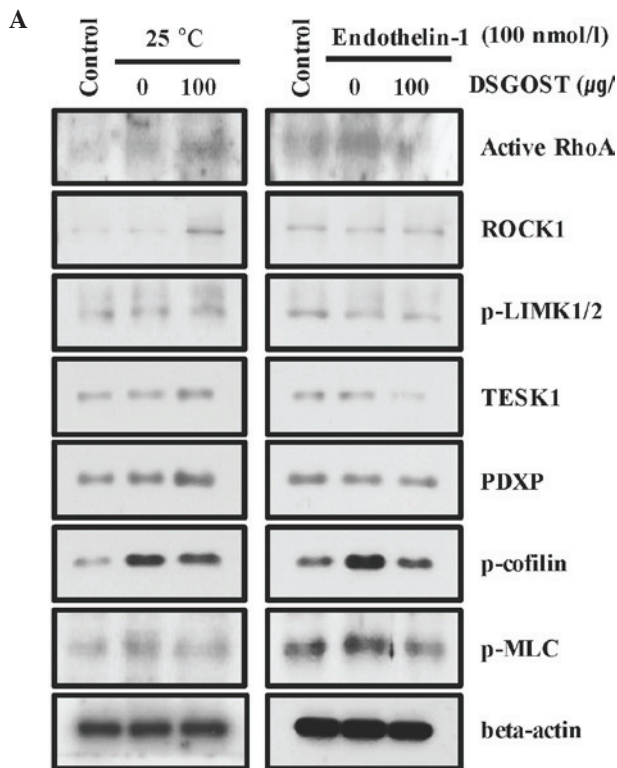 A
Control
25 °C
0 100
Control
Endothelin-1 (100 nmol/l)
0 100
DSGOST (μg/
Active RhoA
ROCK1
p-LIMK1/2
TESK1
PDXP
p-cofilin
p-MLC
beta-actin